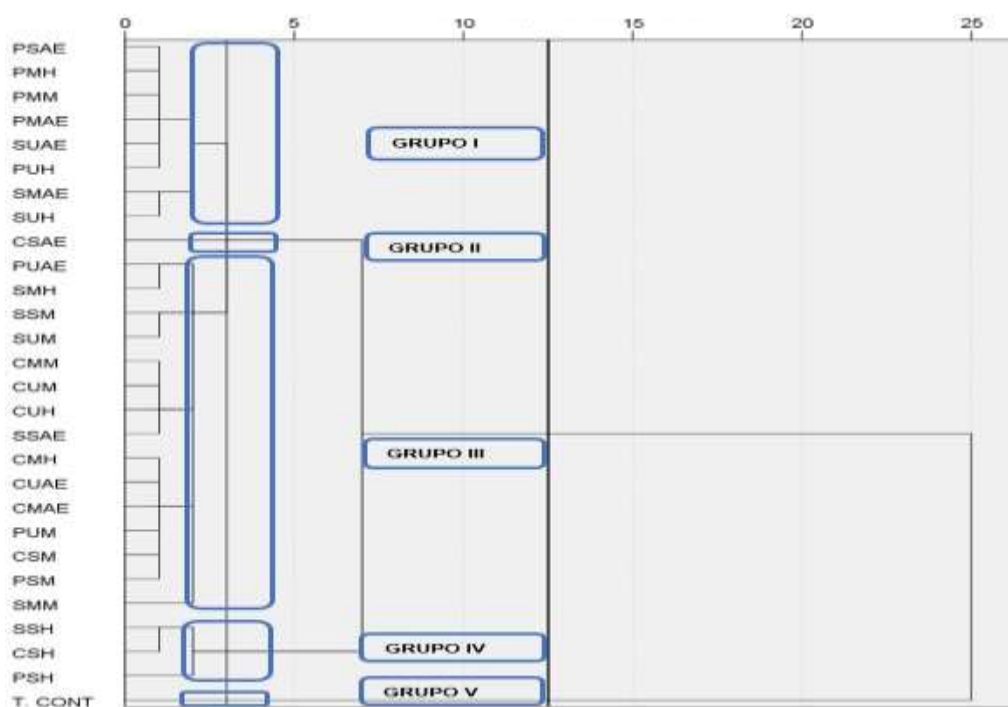 0 5 10 15 20 25
PSAE
PMH
PMM
PMAE
SUAE
PUH
GRUPO I
SMAE
SUH
CSAE
GRUPO II
PUAE
SMH
SSM
SUM
CMM
CUM
CUH
SSAE
GRUPO III
CMH
CUAE
CMAE
PUM
CSM
PSM
SMM
SSH
CSH
GRUPO IV
PSH
GRUPO V
T. CONT